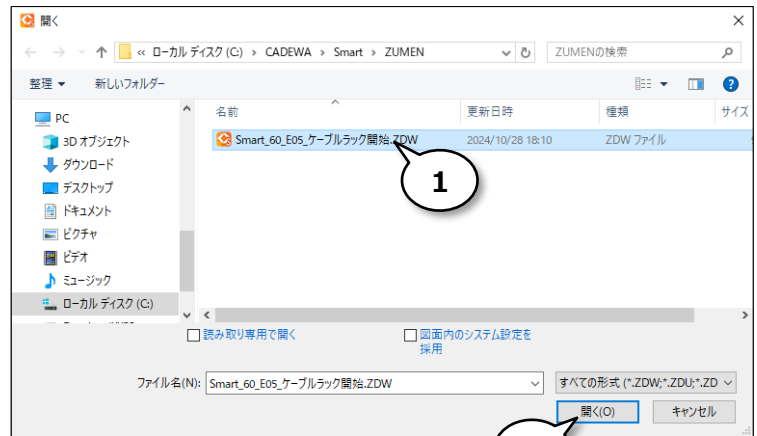 開く
« ローカル ディスク (C:) > CADEWA > Smart > ZUMEN
ZUMENの検索
整理 新しいフォルダー
名前 更新日時 種類 サイズ
PC
3D オブジェクト
ダウンロード
デスクトップ
ドキュメント
ピクチャ
ビデオ
ミュージック
ローカル ディスク (C:)
Smart_60_E05_ケーブルラック開始.ZDW 2024/10/28 18:10 ZDW ファイル
1
読み取り専用で開く
図面内のシステム設定を
採用
ファイル名(N): Smart_60_E05_ケーブルラック開始.ZDW
すべての形式 (*.ZDW;*.ZDU;*.ZD
開く(O) キャンセル